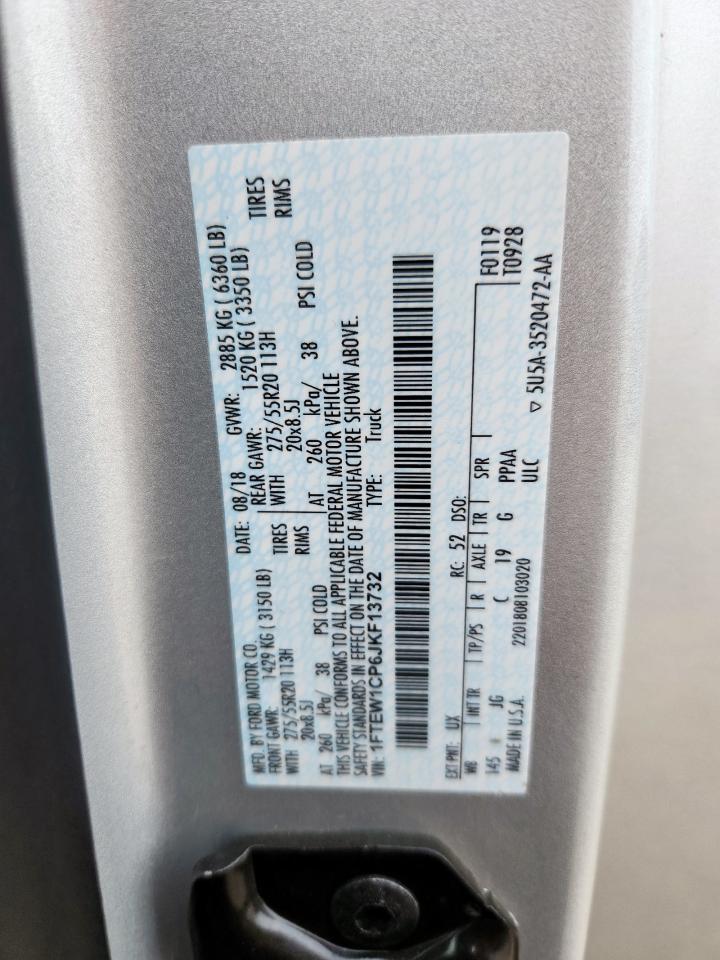 MFD. BY FORD MOTOR CO.
DATE: 08/18 GVWR: 2885 KG ( 6360 LB)
FRONT GAWR: 1429 KG ( 3150 LB) REAR GAWR: 1520 KG ( 3350 LB)
WITH 275/55R20 113H TIRES WITH 275/55R20 113H TIRES
20x8.5J RIMS 20x8.5J RIMS
AT 260 kPa/ 38 PSI COLD AT 260 kPa/ 38 PSI COLD
THIS VEHICLE CONFORMS TO ALL APPLICABLE FEDERAL MOTOR VEHICLE
SAFETY STANDARDS IN EFFECT ON THE DATE OF MANUFACTURE SHOWN ABOVE.
VIN: 1FTEW1CP6JKF13732 TYPE: Truck
EXT PNT: UX RC: 52 DSO:
WB INT TR TP/PS R AXLE TR SPR F0119
145 JG C 19 G PPAA T0928
MADE IN U.S.A. 2201808103020 ULC
▽ 5U5A-3520472-AA